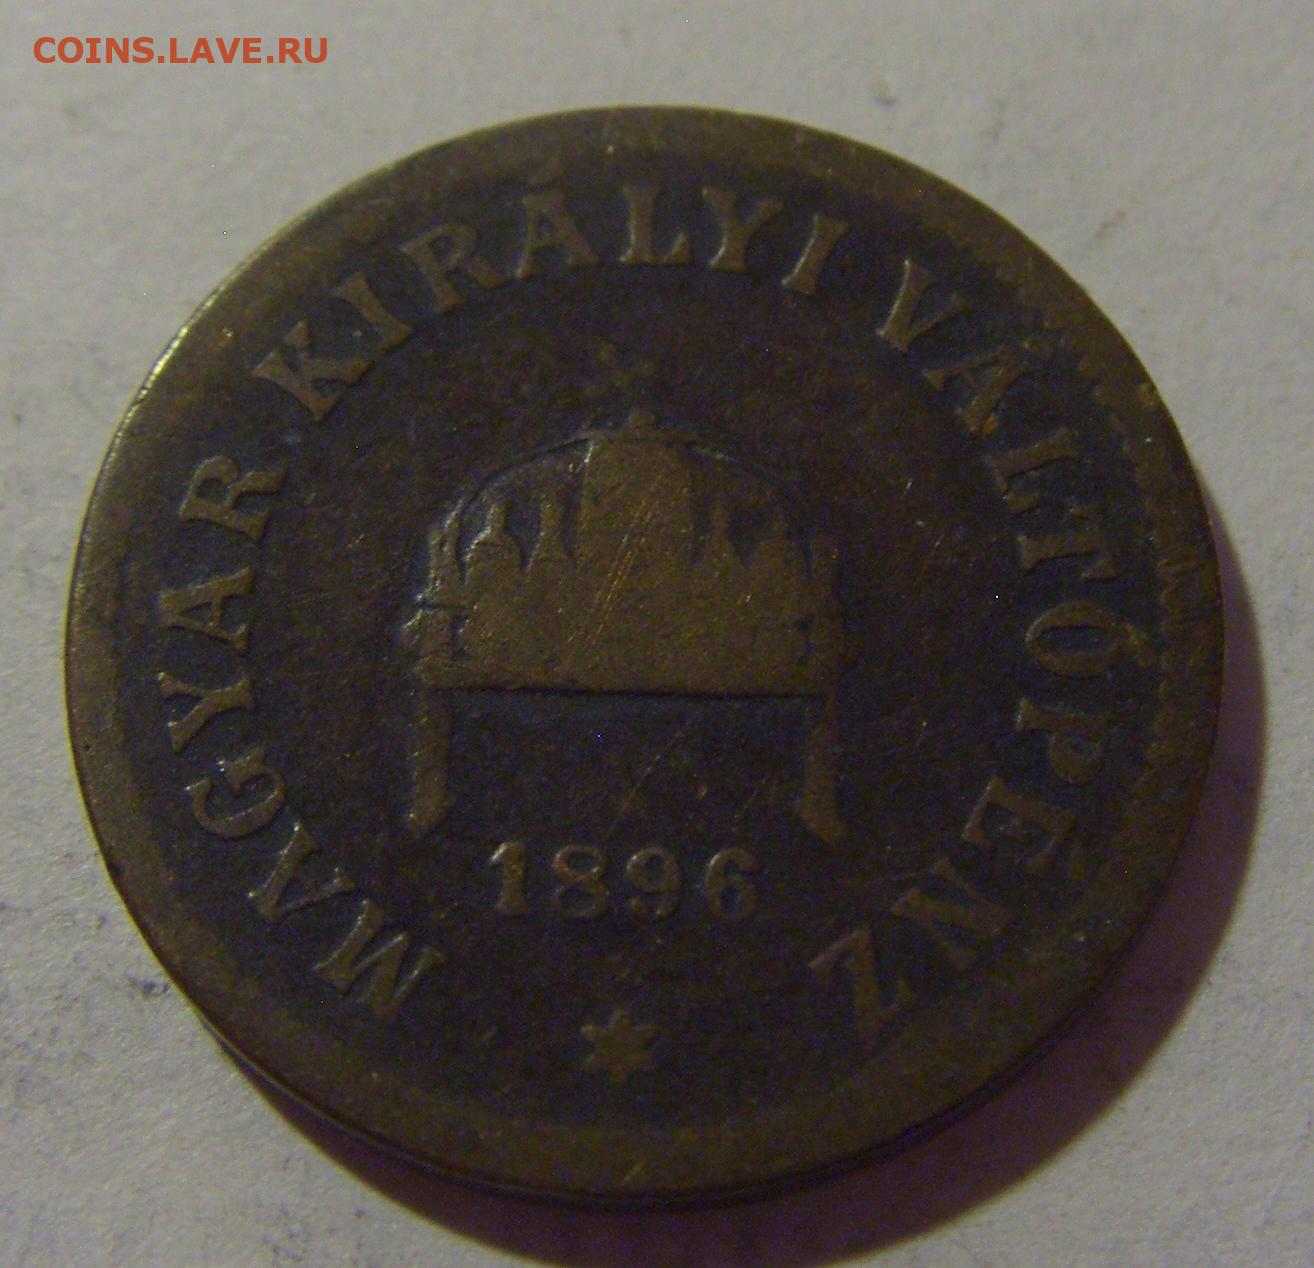 COINS.LAVE.RU
MAGYAR KIRÁLYI VÁLTÓPÉNZ
1896